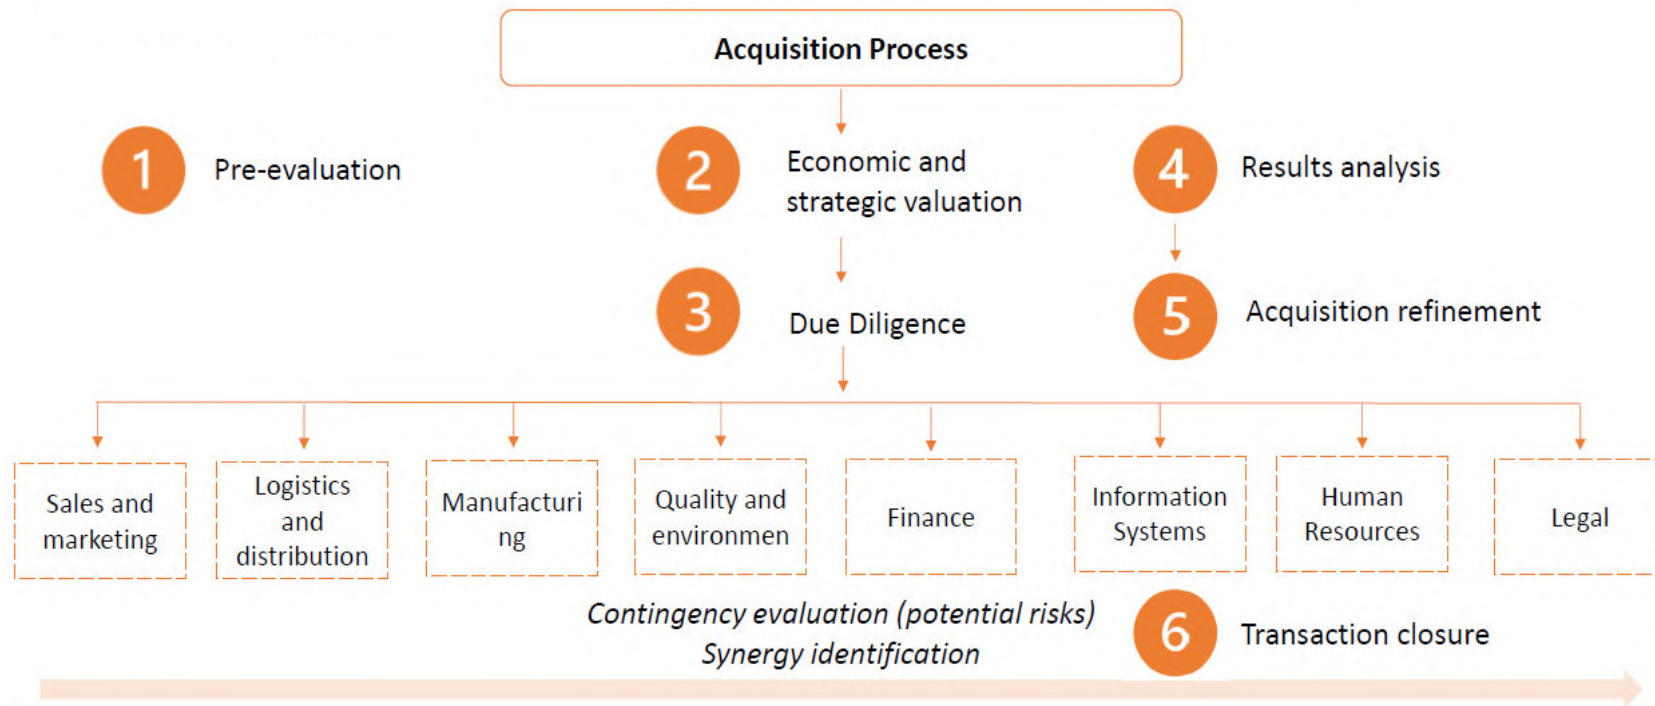 Acquisition Process
1
Pre-evaluation
2
Economic and
strategic valuation
3
Due Diligence
4
Results analysis
5
Acquisition refinement
Sales and
marketing
Logistics
and
distribution
Manufacturi
ng
Quality and
environmen
Finance
Information
Systems
Human
Resources
Legal
Contingency evaluation (potential risks)
Synergy identification
6
Transaction closure